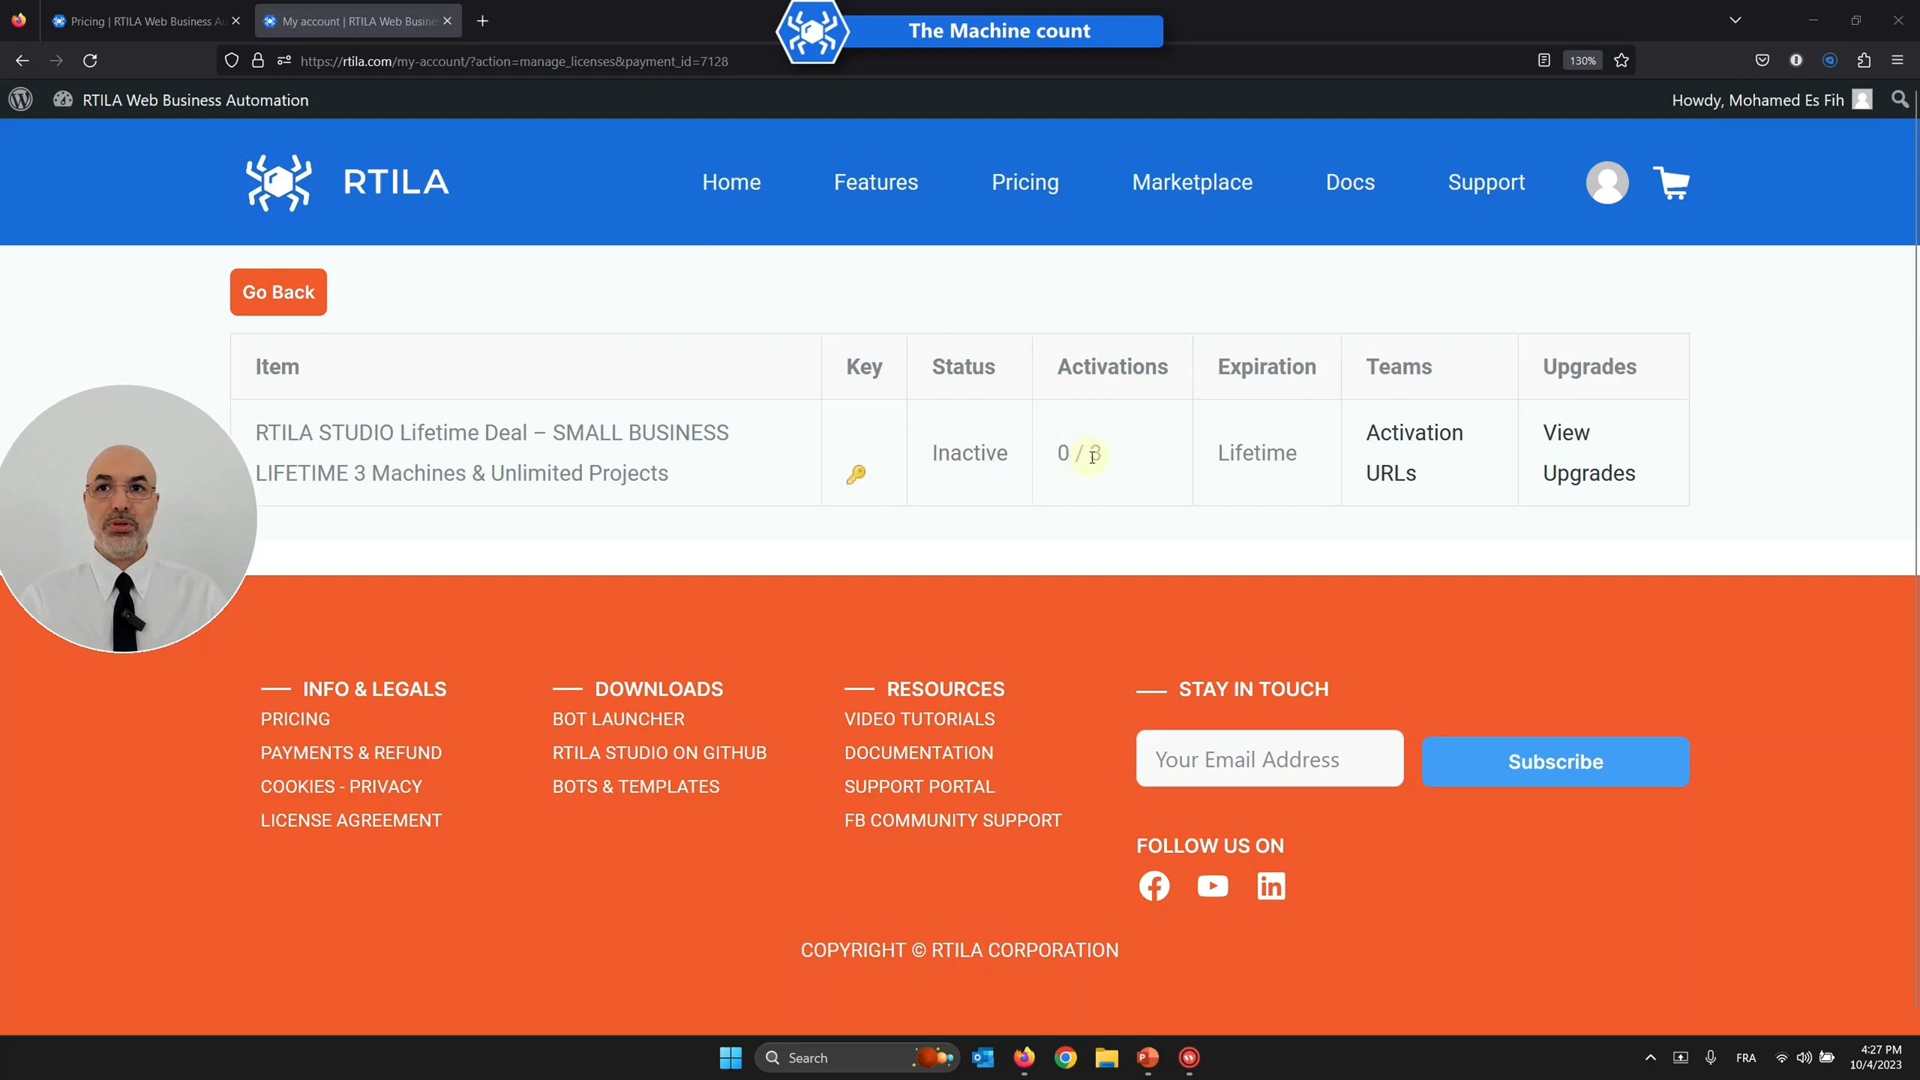 Pricing | RTILA Web Business A
My account | RTILA Web Busine
The Machine count
https://rtila.com/my-account/?action=manage_licenses&payment_id=7128
130%
RTILA Web Business Automation
Howdy, Mohamed Es Fih
RTILA
Home
Features
Pricing
Marketplace
Docs
Support
Go Back
Item
Key
Status
Activations
Expiration
Teams
Upgrades
RTILA STUDIO Lifetime Deal – SMALL BUSINESS
LIFETIME 3 Machines & Unlimited Projects
Inactive
0 / 3
Lifetime
Activation
URLs
View
Upgrades
INFO & LEGALS
PRICING
PAYMENTS & REFUND
COOKIES - PRIVACY
LICENSE AGREEMENT
DOWNLOADS
BOT LAUNCHER
RTILA STUDIO ON GITHUB
BOTS & TEMPLATES
RESOURCES
VIDEO TUTORIALS
DOCUMENTATION
SUPPORT PORTAL
FB COMMUNITY SUPPORT
STAY IN TOUCH
Your Email Address
Subscribe
FOLLOW US ON
COPYRIGHT © RTILA CORPORATION
Search
FRA
4:27 PM
10/4/2023